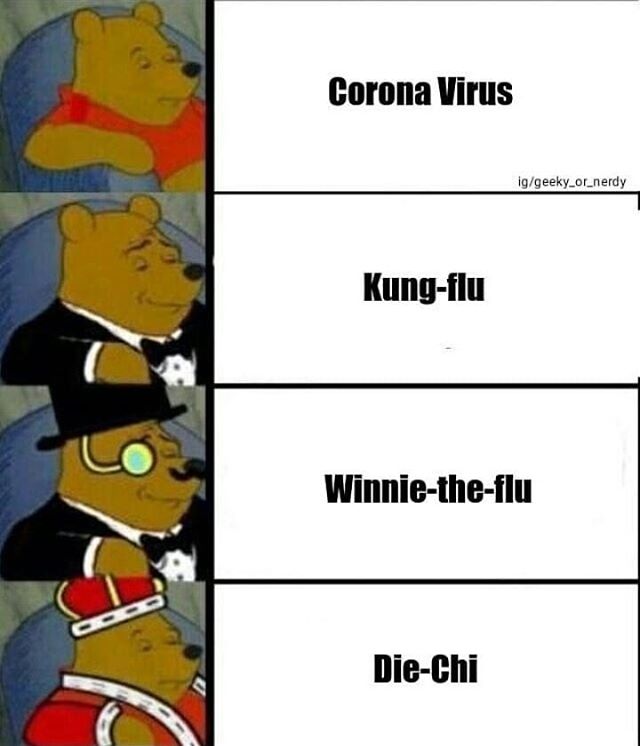 Corona Virus
ig/geeky_or_nerdy
Kung-flu
Winnie-the-flu
Die-Chi